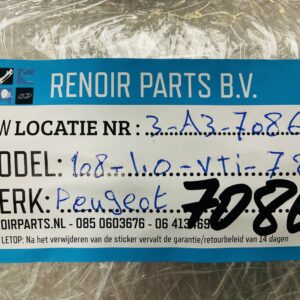 RENOIR PARTS B.V.
W LOCATIE NR : 3-A3-7086
ODEL: 108-1.0-VTi-78
ERK: Peugeot 7086
OIRPARTS.NL - 085 0603676 - 06 413
LETOP: Na het verwijderen van de sticker vervalt de garantie/retourbeleid van 14 dagen